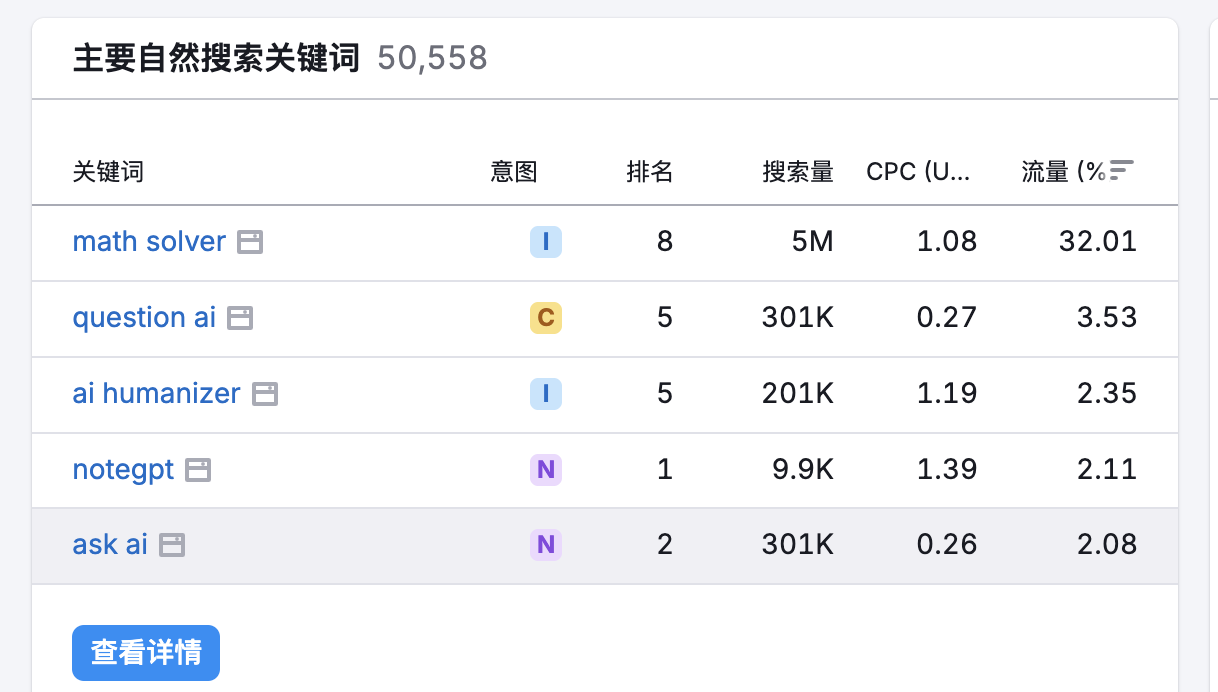 主要自然搜索关键词 50,558
关键词 意图 排名 搜索量 CPC (U... 流量 (%
math solver I 8 5M 1.08 32.01
question ai C 5 301K 0.27 3.53
ai humanizer I 5 201K 1.19 2.35
notegpt N 1 9.9K 1.39 2.11
ask ai N 2 301K 0.26 2.08
查看详情